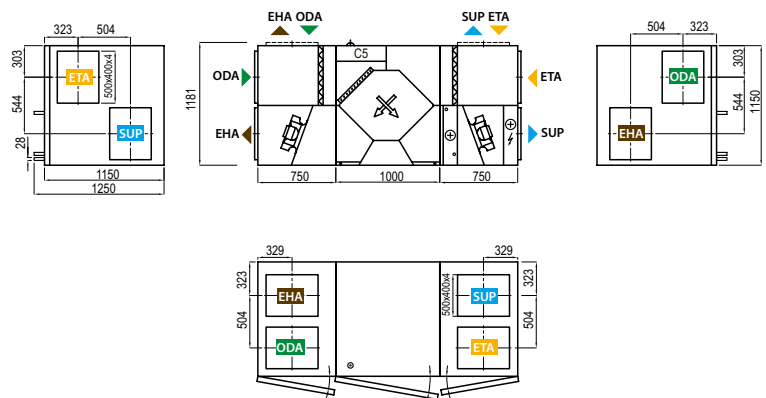 323 504
303
544
28
ETA
500x400x4
SUP
1150
1250
EHA ODA
SUP ETA
C5
ODA
ETA
EHA
SUP
1181
750 1000 750
504 323
303
544
1150
ODA
EHA
329
329
323
504
EHA
ODA
500x400x4
SUP
ETA
323
504